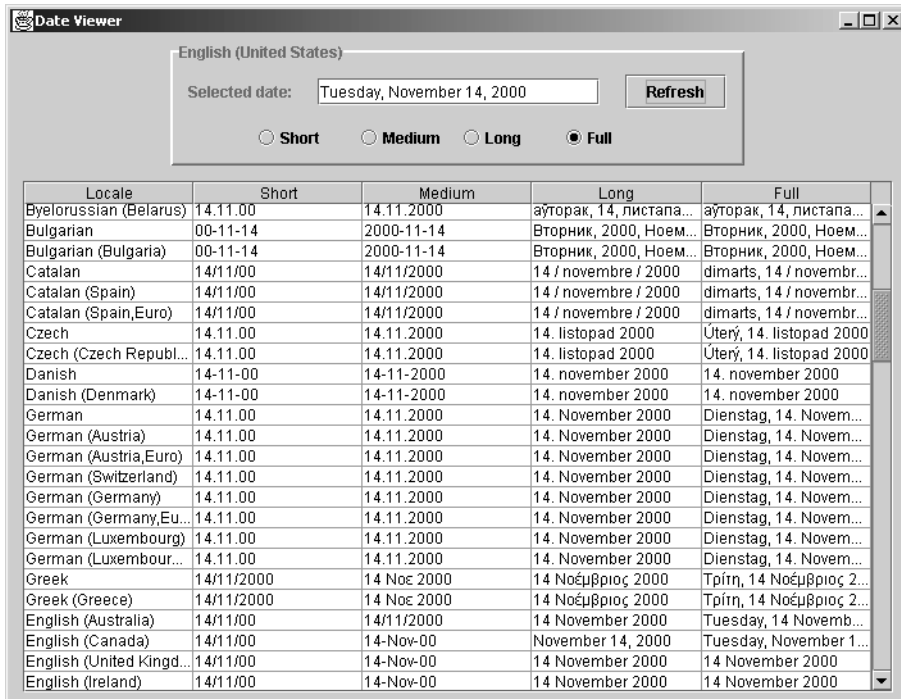 Date Viewer
English (United States)
Selected date: Tuesday, November 14, 2000 Refresh
Short Medium Long Full
Locale Short Medium Long Full
Byelorussian (Belarus) 14.11.00 14.11.2000 аўторак, 14, листапа... аўторак, 14, листапа...
Bulgarian 00-11-14 2000-11-14 Вторник, 2000, Ноем... Вторник, 2000, Ноем...
Bulgarian (Bulgaria) 00-11-14 2000-11-14 Вторник, 2000, Ноем... Вторник, 2000, Ноем...
Catalan 14/11/00 14/11/2000 14 / novembre / 2000 dimarts, 14 / novembr...
Catalan (Spain) 14/11/00 14/11/2000 14 / novembre / 2000 dimarts, 14 / novembr...
Catalan (Spain,Euro) 14/11/00 14/11/2000 14 / novembre / 2000 dimarts, 14 / novembr...
Czech 14.11.00 14.11.2000 14. listopad 2000 Úterý, 14. listopad 2000
Czech (Czech Republ... 14.11.00 14.11.2000 14. listopad 2000 Úterý, 14. listopad 2000
Danish 14-11-00 14-11-2000 14. november 2000 14. november 2000
Danish (Denmark) 14-11-00 14-11-2000 14. november 2000 14. november 2000
German 14.11.00 14.11.2000 14. November 2000 Dienstag, 14. Novem...
German (Austria) 14.11.00 14.11.2000 14. November 2000 Dienstag, 14. Novem...
German (Austria,Euro) 14.11.00 14.11.2000 14. November 2000 Dienstag, 14. Novem...
German (Switzerland) 14.11.00 14.11.2000 14. November 2000 Dienstag, 14. Novem...
German (Germany) 14.11.00 14.11.2000 14. November 2000 Dienstag, 14. Novem...
German (Germany,Eu... 14.11.00 14.11.2000 14. November 2000 Dienstag, 14. Novem...
German (Luxembourg) 14.11.00 14.11.2000 14. November 2000 Dienstag, 14. Novem...
German (Luxembour... 14.11.00 14.11.2000 14. November 2000 Dienstag, 14. Novem...
Greek 14/11/2000 14 Νοε 2000 14 Νοέμβριος 2000 Τρίτη, 14 Νοέμβριος 2...
Greek (Greece) 14/11/2000 14 Νοε 2000 14 Νοέμβριος 2000 Τρίτη, 14 Νοέμβριος 2...
English (Australia) 14/11/00 14/11/2000 14 November 2000 Tuesday, 14 Novemb...
English (Canada) 14/11/00 14-Nov-00 November 14, 2000 Tuesday, November 1...
English (United Kingd... 14/11/00 14-Nov-00 14 November 2000 14 November 2000
English (Ireland) 14/11/00 14-Nov-00 14 November 2000 14 November 2000